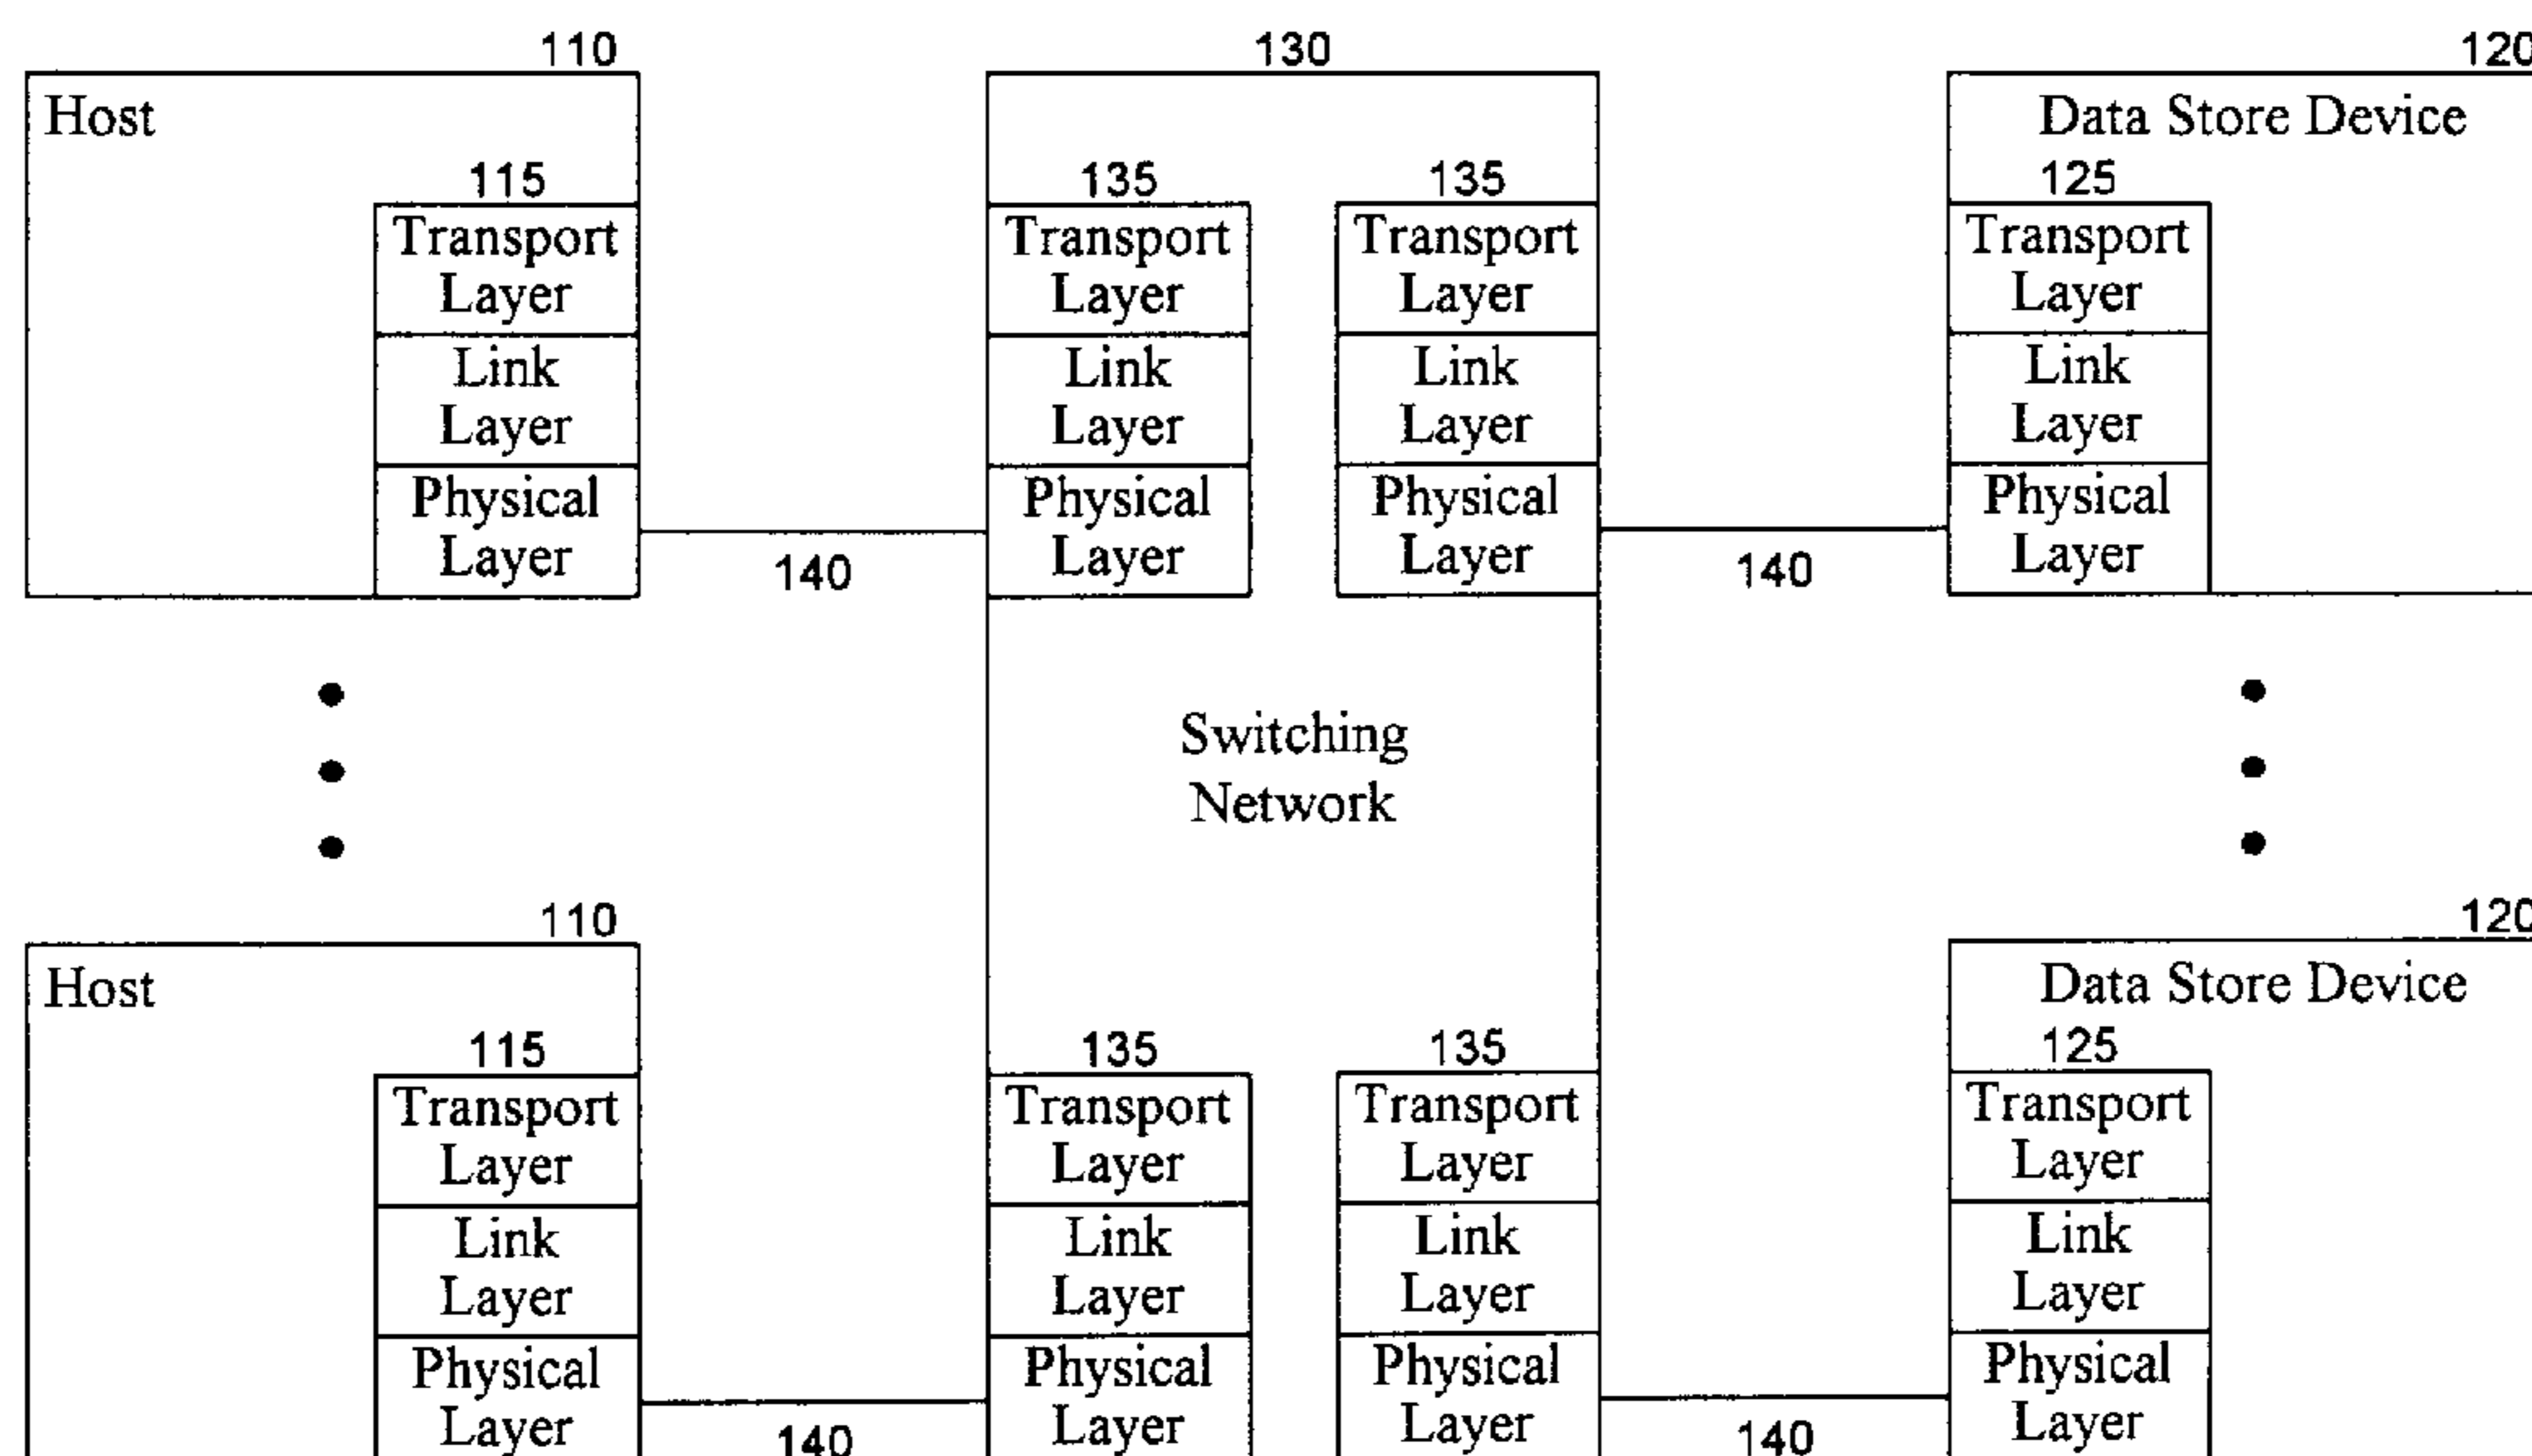 110
130
120
Host
Data Store Device
115
135
135
125
Transport
Layer
Transport
Layer
Transport
Layer
Transport
Layer
Link
Layer
Link
Layer
Link
Layer
Link
Layer
Physical
Layer
Physical
Layer
Physical
Layer
Physical
Layer
140
140
Switching
Network
110
120
Host
Data Store Device
115
135
135
125
Transport
Layer
Transport
Layer
Transport
Layer
Transport
Layer
Link
Layer
Link
Layer
Link
Layer
Link
Layer
Physical
Layer
Physical
Layer
Physical
Layer
Physical
Layer
140
140